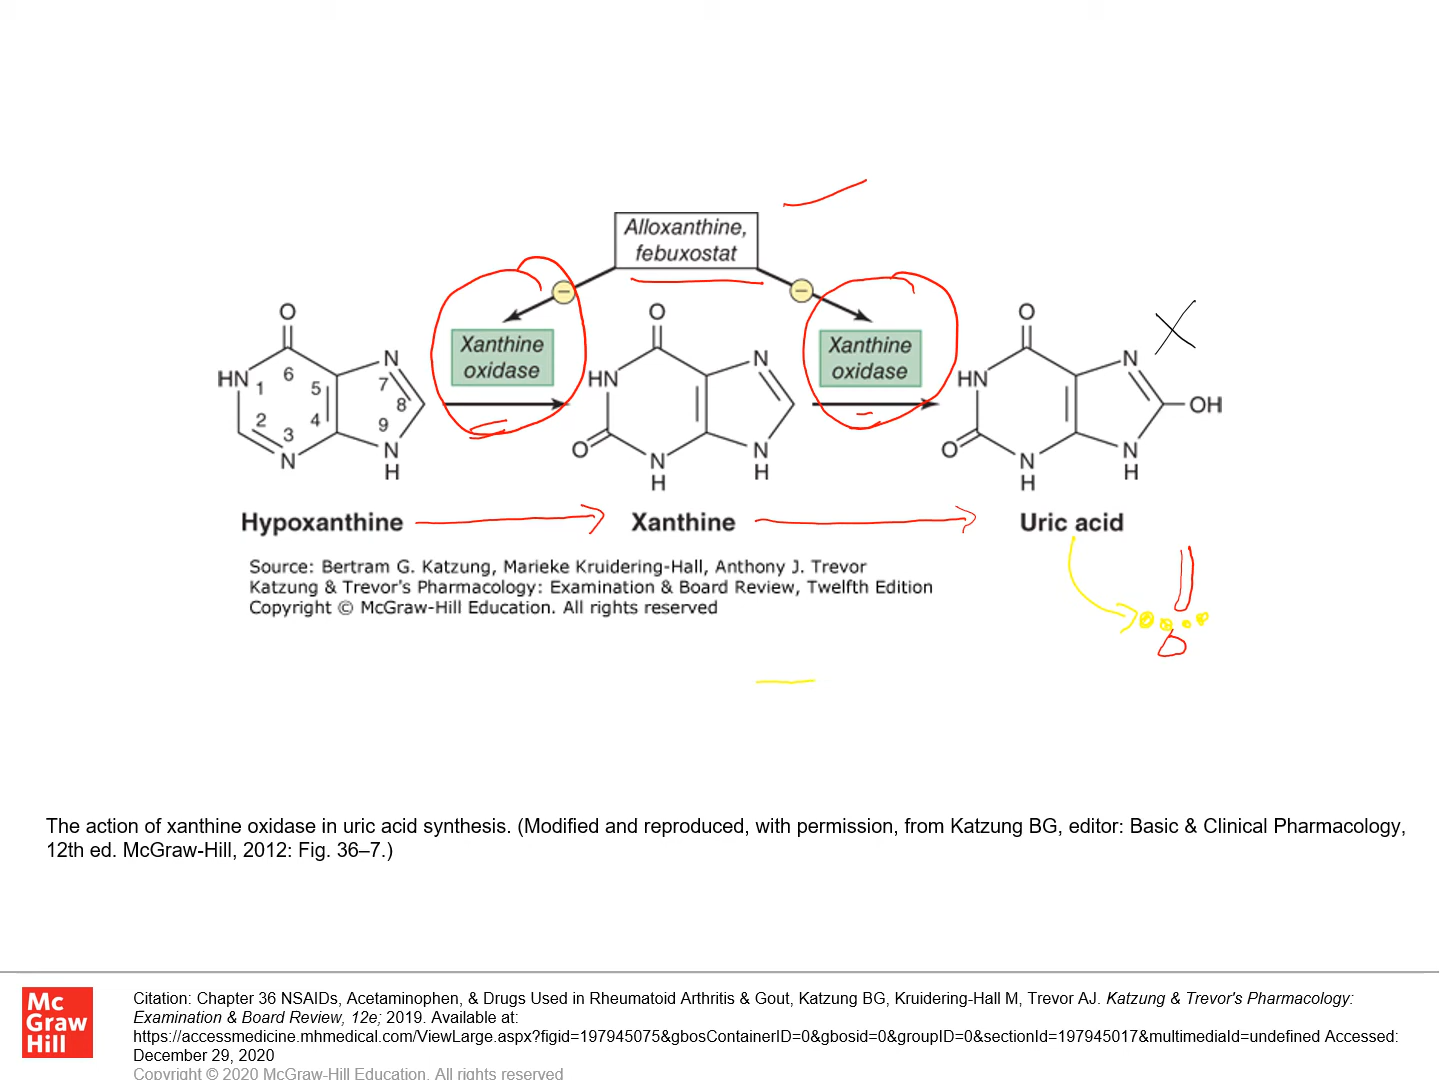 Alloxanthine,
febuxostat
− −
Xanthine
oxidase
Xanthine
oxidase
O
HN 1 2 3 4 5 6 7 8 9
N
N
N
H
O
HN
O
N
H
N
N
H
O
HN
O
N
H
N
N
H
OH
Hypoxanthine Xanthine Uric acid
Source: Bertram G. Katzung, Marieke Kruidering-Hall, Anthony J. Trevor
Katzung & Trevor's Pharmacology: Examination & Board Review, Twelfth Edition
Copyright © McGraw-Hill Education. All rights reserved
The action of xanthine oxidase in uric acid synthesis. (Modified and reproduced, with permission, from Katzung BG, editor: Basic & Clinical Pharmacology,
12th ed. McGraw-Hill, 2012: Fig. 36–7.)
Mc
Graw
Hill
Citation: Chapter 36 NSAIDs, Acetaminophen, & Drugs Used in Rheumatoid Arthritis & Gout, Katzung BG, Kruidering-Hall M, Trevor AJ. Katzung & Trevor's Pharmacology:
Examination & Board Review, 12e; 2019. Available at:
https://accessmedicine.mhmedical.com/ViewLarge.aspx?figid=197945075&gbosContainerID=0&gbosid=0&groupID=0&sectionId=197945017&multimediaId=undefined Accessed:
December 29, 2020
Copyright © 2020 McGraw-Hill Education. All rights reserved